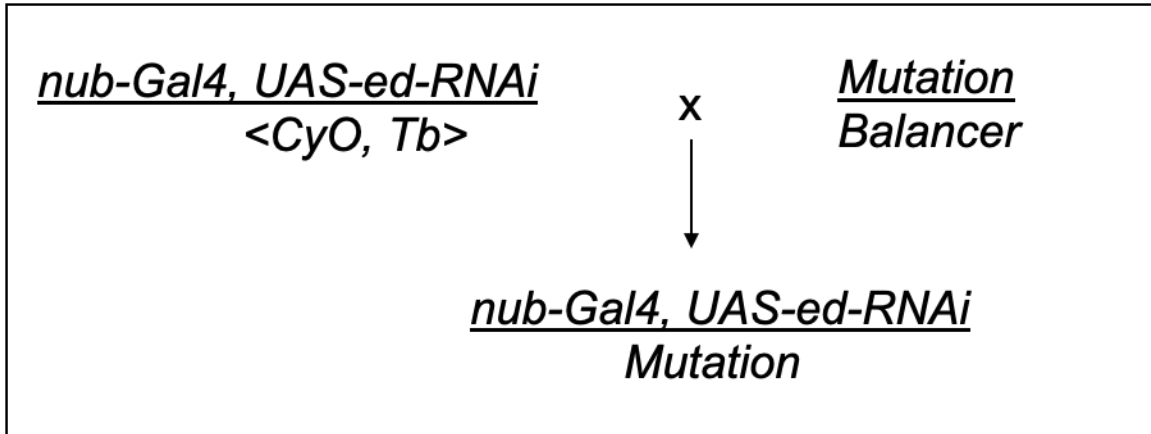 nub-Gal4, UAS-ed-RNAi
<CyO, Tb>
x
Mutation
Balancer
nub-Gal4, UAS-ed-RNAi
Mutation